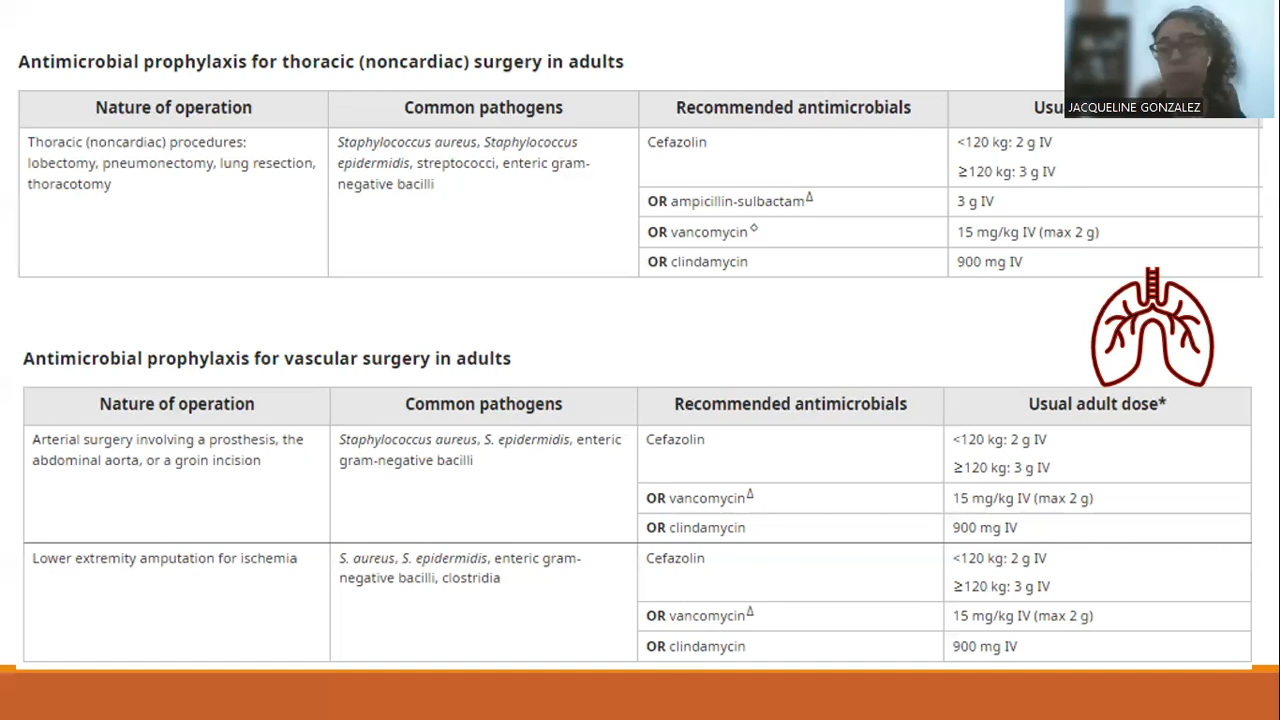 JACQUELINE GONZALEZ
Antimicrobial prophylaxis for thoracic (noncardiac) surgery in adults
Nature of operation Common pathogens Recommended antimicrobials
Thoracic (noncardiac) procedures:
lobectomy, pneumonectomy, lung resection,
thoracotomy
Staphylococcus aureus, Staphylococcus
epidermidis, streptococci, enteric gram-
negative bacilli
Cefazolin <120 kg: 2 g IV
≥120 kg: 3 g IV
OR ampicillin-sulbactamΔ 3 g IV
OR vancomycin◇ 15 mg/kg IV (max 2 g)
OR clindamycin 900 mg IV
Antimicrobial prophylaxis for vascular surgery in adults
Nature of operation Common pathogens Recommended antimicrobials Usual adult dose*
Arterial surgery involving a prosthesis, the
abdominal aorta, or a groin incision
Staphylococcus aureus, S. epidermidis, enteric
gram-negative bacilli
Cefazolin <120 kg: 2 g IV
≥120 kg: 3 g IV
OR vancomycinΔ 15 mg/kg IV (max 2 g)
OR clindamycin 900 mg IV
Lower extremity amputation for ischemia
S. aureus, S. epidermidis, enteric gram-
negative bacilli, clostridia
Cefazolin <120 kg: 2 g IV
≥120 kg: 3 g IV
OR vancomycinΔ 15 mg/kg IV (max 2 g)
OR clindamycin 900 mg IV